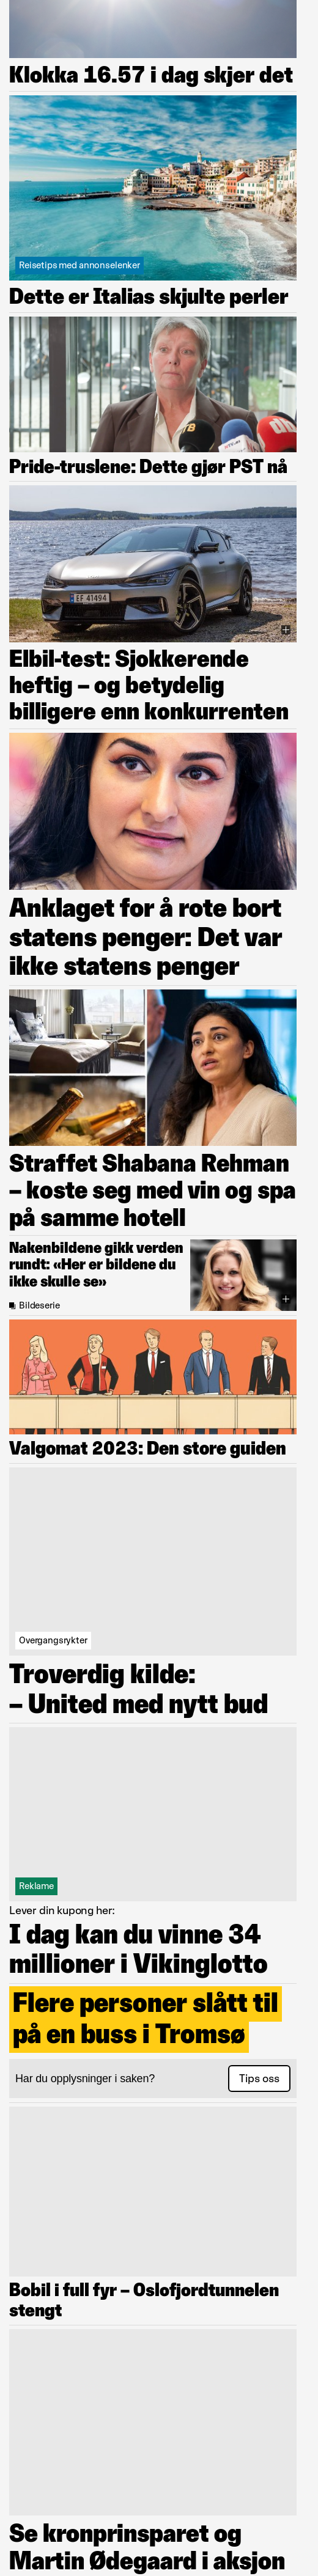 Klokka 16.57 i dag skjer det
Reisetips med annonselenker
Dette er Italias skjulte perler
Pride-truslene: Dette gjør PST nå
EF 41494
Elbil-test: Sjokkerende
heftig – og betydelig
billigere enn konkurrenten
Anklaget for å rote bort
statens penger: Det var
ikke statens penger
Straffet Shabana Rehman
– koste seg med vin og spa
på samme hotell
Nakenbildene gikk verden
rundt: «Her er bildene du
ikke skulle se»
Bildeserie
Valgomat 2023: Den store guiden
Overgangsrykter
Troverdig kilde:
– United med nytt bud
Reklame
Lever din kupong her:
I dag kan du vinne 34
millioner i Vikinglotto
Flere personer slått til
på en buss i Tromsø
Har du opplysninger i saken?
Tips oss
Bobil i full fyr – Oslofjordtunnelen
stengt
Se kronprinsparet og
Martin Ødegaard i aksjon